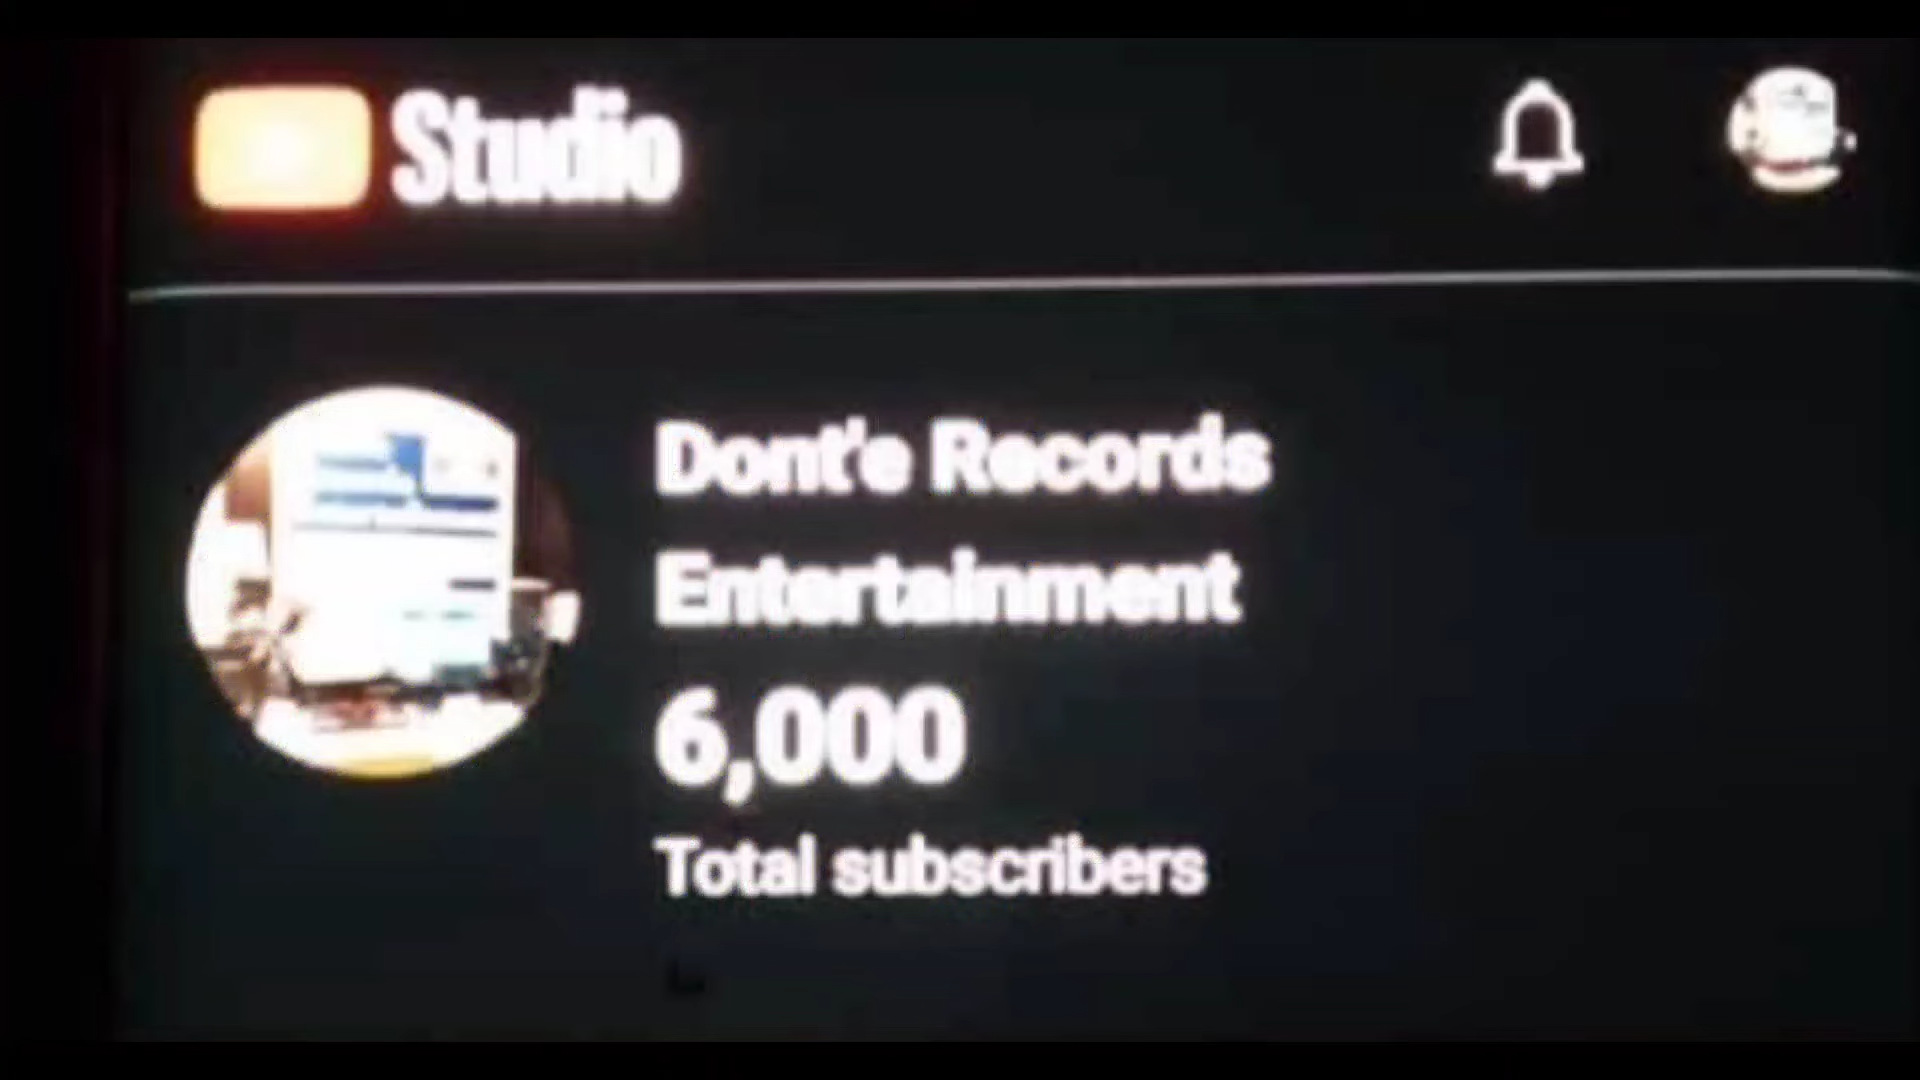 Studio
Dont'e Records
Entertainment
6,000
Total subscribers